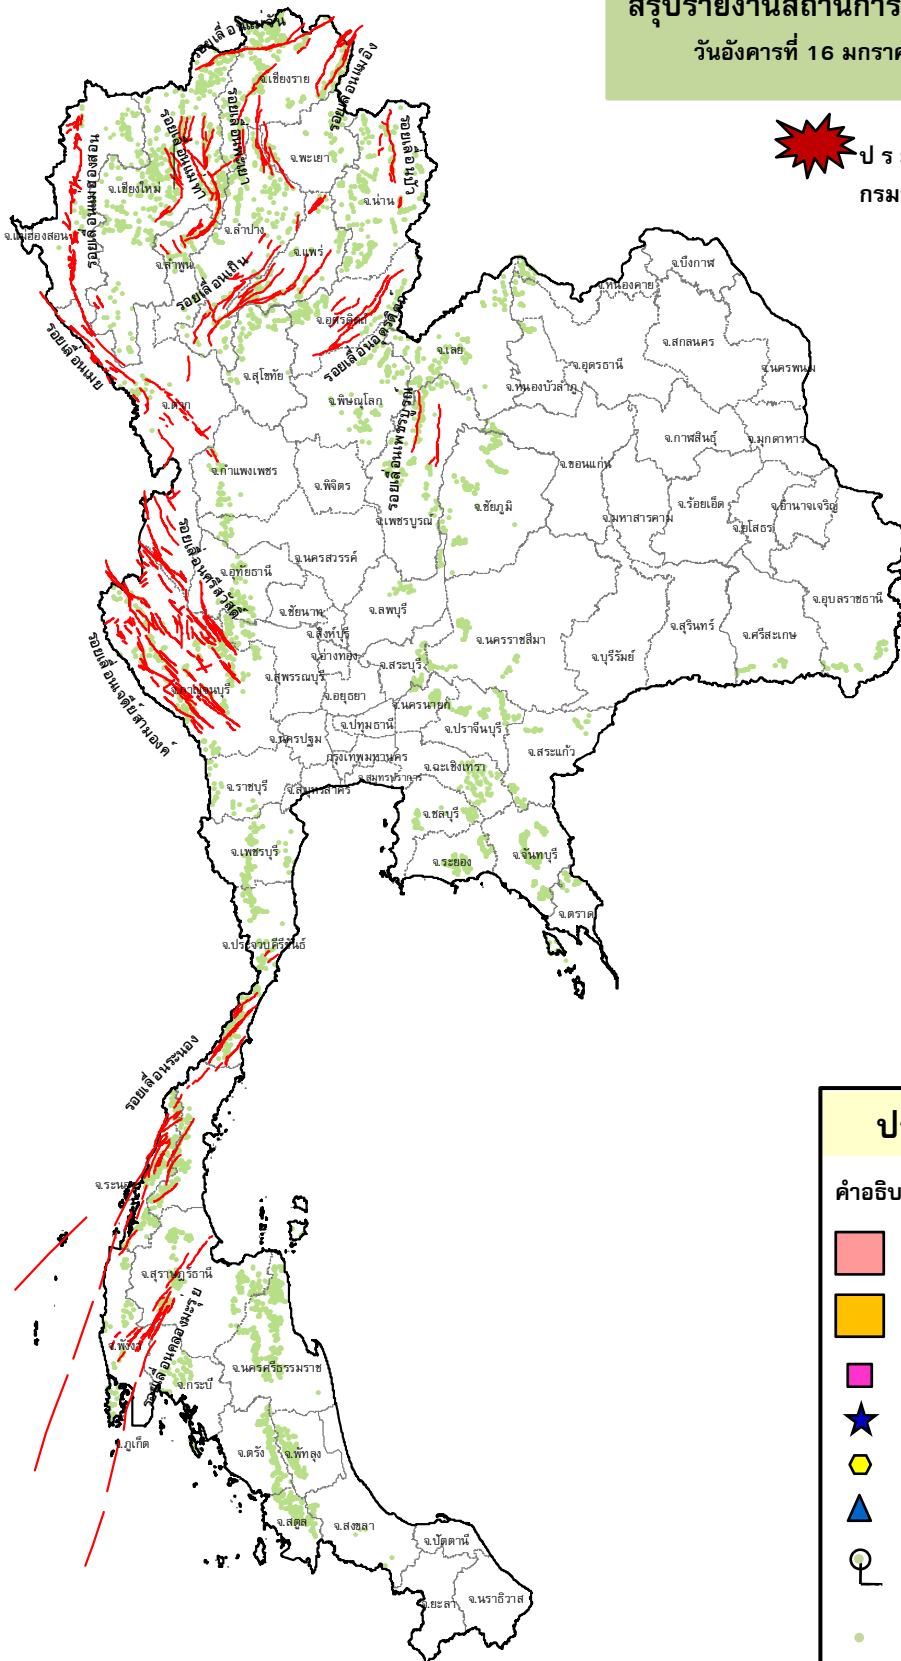 สรุปรายงานสถานการ
วันอังคารที่ 16 มกราค
ป ร
กรม
รอยเลื่อนแม่จัน
รอยเลื่อนแม่อิง
จ.เชียงราย
รอยเลื่อนพะเยา
รอยเลื่อนแม่ทา
รอยเลื่อนปัว
รอยเลื่อนแม่ฮ่องสอน
จ.พะเยา
จ.เชียงใหม่
จ.น่าน
จ.แม่ฮ่องสอน
จ.ลำปาง
จ.แพร่
จ.ลำพูน
รอยเลื่อนเถิน
จ.บึงกาฬ
จ.หนองคาย
จ.อุตรดิตถ์
รอยเลื่อนอุตรดิตถ์
รอยเลื่อนเมย
จ.สกลนคร
จ.เลย
จ.อุดรธานี
จ.นครพนม
จ.สุโขทัย
จ.หนองบัวลำภู
จ.ตาก
จ.พิษณุโลก
รอยเลื่อนเพชรบูรณ์
จ.กาฬสินธุ์
จ.มุกดาหาร
จ.กำแพงเพชร
จ.ขอนแก่น
จ.พิจิตร
จ.เพชรบูรณ์
จ.ชัยภูมิ
จ.มหาสารคาม
จ.ร้อยเอ็ด
จ.ยโสธร
จ.อำนาจเจริญ
รอยเลื่อนศรีสวัสดิ์
จ.อุทัยธานี
จ.นครสวรรค์
จ.ชัยนาท
จ.ลพบุรี
จ.อุบลราชธานี
จ.สิงห์บุรี
จ.นครราชสีมา
จ.บุรีรัมย์
จ.สุรินทร์
จ.ศรีสะเกษ
จ.อ่างทอง
จ.สระบุรี
รอยเลื่อนเจดีย์สามองค์
จ.กาญจนบุรี
จ.สุพรรณบุรี
จ.อยุธยา
จ.นครนายก
จ.ปทุมธานี
จ.ปราจีนบุรี
จ.นครปฐม
กรุงเทพมหานคร
จ.สระแก้ว
จ.ฉะเชิงเทรา
จ.สมุทรปราการ
จ.ราชบุรี
จ.สมุทรสาคร
จ.ชลบุรี
จ.เพชรบุรี
จ.ระยอง
จ.จันทบุรี
จ.ตราด
จ.ประจวบคีรีขันธ์
รอยเลื่อนระนอง
ปร
คำอธิบ
จ.ระนอง
จ.สุราษฎร์ธานี
รอยเลื่อนคลองมะรุ่ย
จ.พังงา
จ.นครศรีธรรมราช
จ.กระบี่
จ.ภูเก็ต
จ.ตรัง
จ.พัทลุง
จ.สตูล
จ.สงขลา
จ.ปัตตานี
จ.ยะลา
จ.นราธิวาส